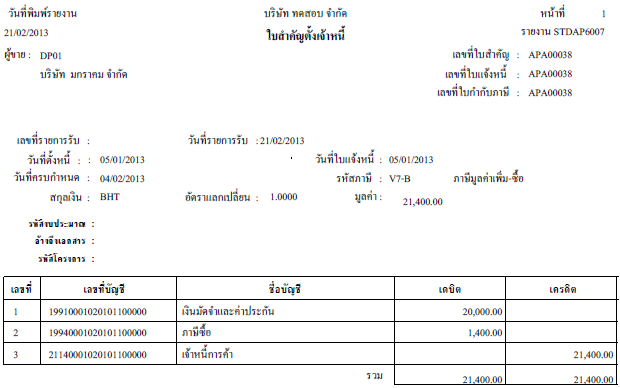 วันที่พิมพ์รายงาน บริษัท ทดสอบ จำกัด หน้าที่ 1
21/02/2013 ใบสำคัญตั้งเจ้าหนี้ รายงาน STDAP6007
ผู้ขาย : DP01 เลขที่ใบสำคัญ : APA00038
บริษัท มกราคม จำกัด เลขที่ใบแจ้งหนี้ : APA00038
เลขที่ใบกำกับภาษี : APA00038
เลขที่รายการรับ : วันที่รายการรับ : 21/02/2013
วันที่ตั้งหนี้ : : 05/01/2013 วันที่ใบแจ้งหนี้ : 05/01/2013
วันที่ครบกำหนด : 04/02/2013 รหัสภาษี : V7-B ภาษีมูลค่าเพิ่ม-ซื้อ
สกุลเงิน : BHT อัตราแลกเปลี่ยน : 1.0000 มูลค่า : 21,400.00
รหัสงบประมาณ :
อ้างถึงเอกสาร :
รหัสโครงการ :
เลขที่ เลขที่บัญชี ชื่อบัญชี เดบิต เครดิต
1 19910001020101100000 เงินมัดจำและค่าประกัน 20,000.00
2 19940001020101100000 ภาษีซื้อ 1,400.00
3 21140001020101100000 เจ้าหนี้การค้า 21,400.00
รวม 21,400.00 21,400.00